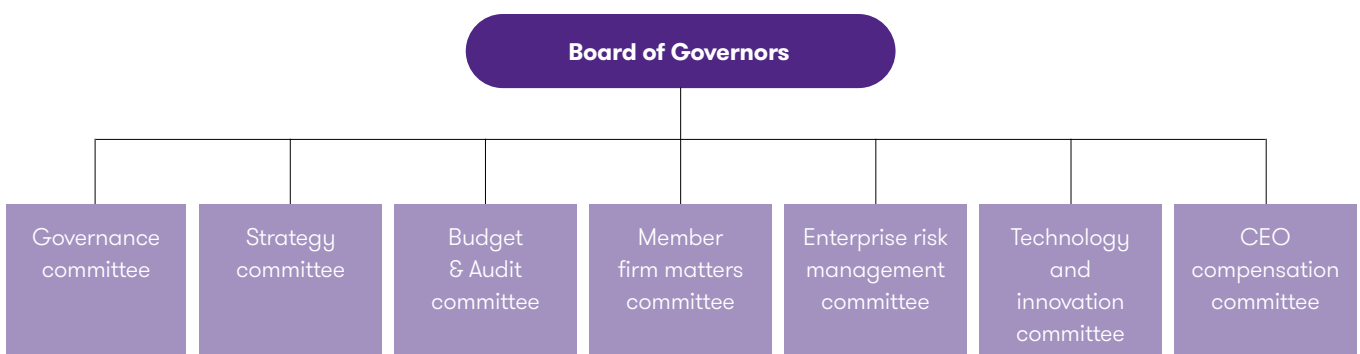 Board of Governors
Governance
committee
Strategy
committee
Budget
& Audit
committee
Member
firm matters
committee
Enterprise risk
management
committee
Technology
and
innovation
committee
CEO
compensation
committee